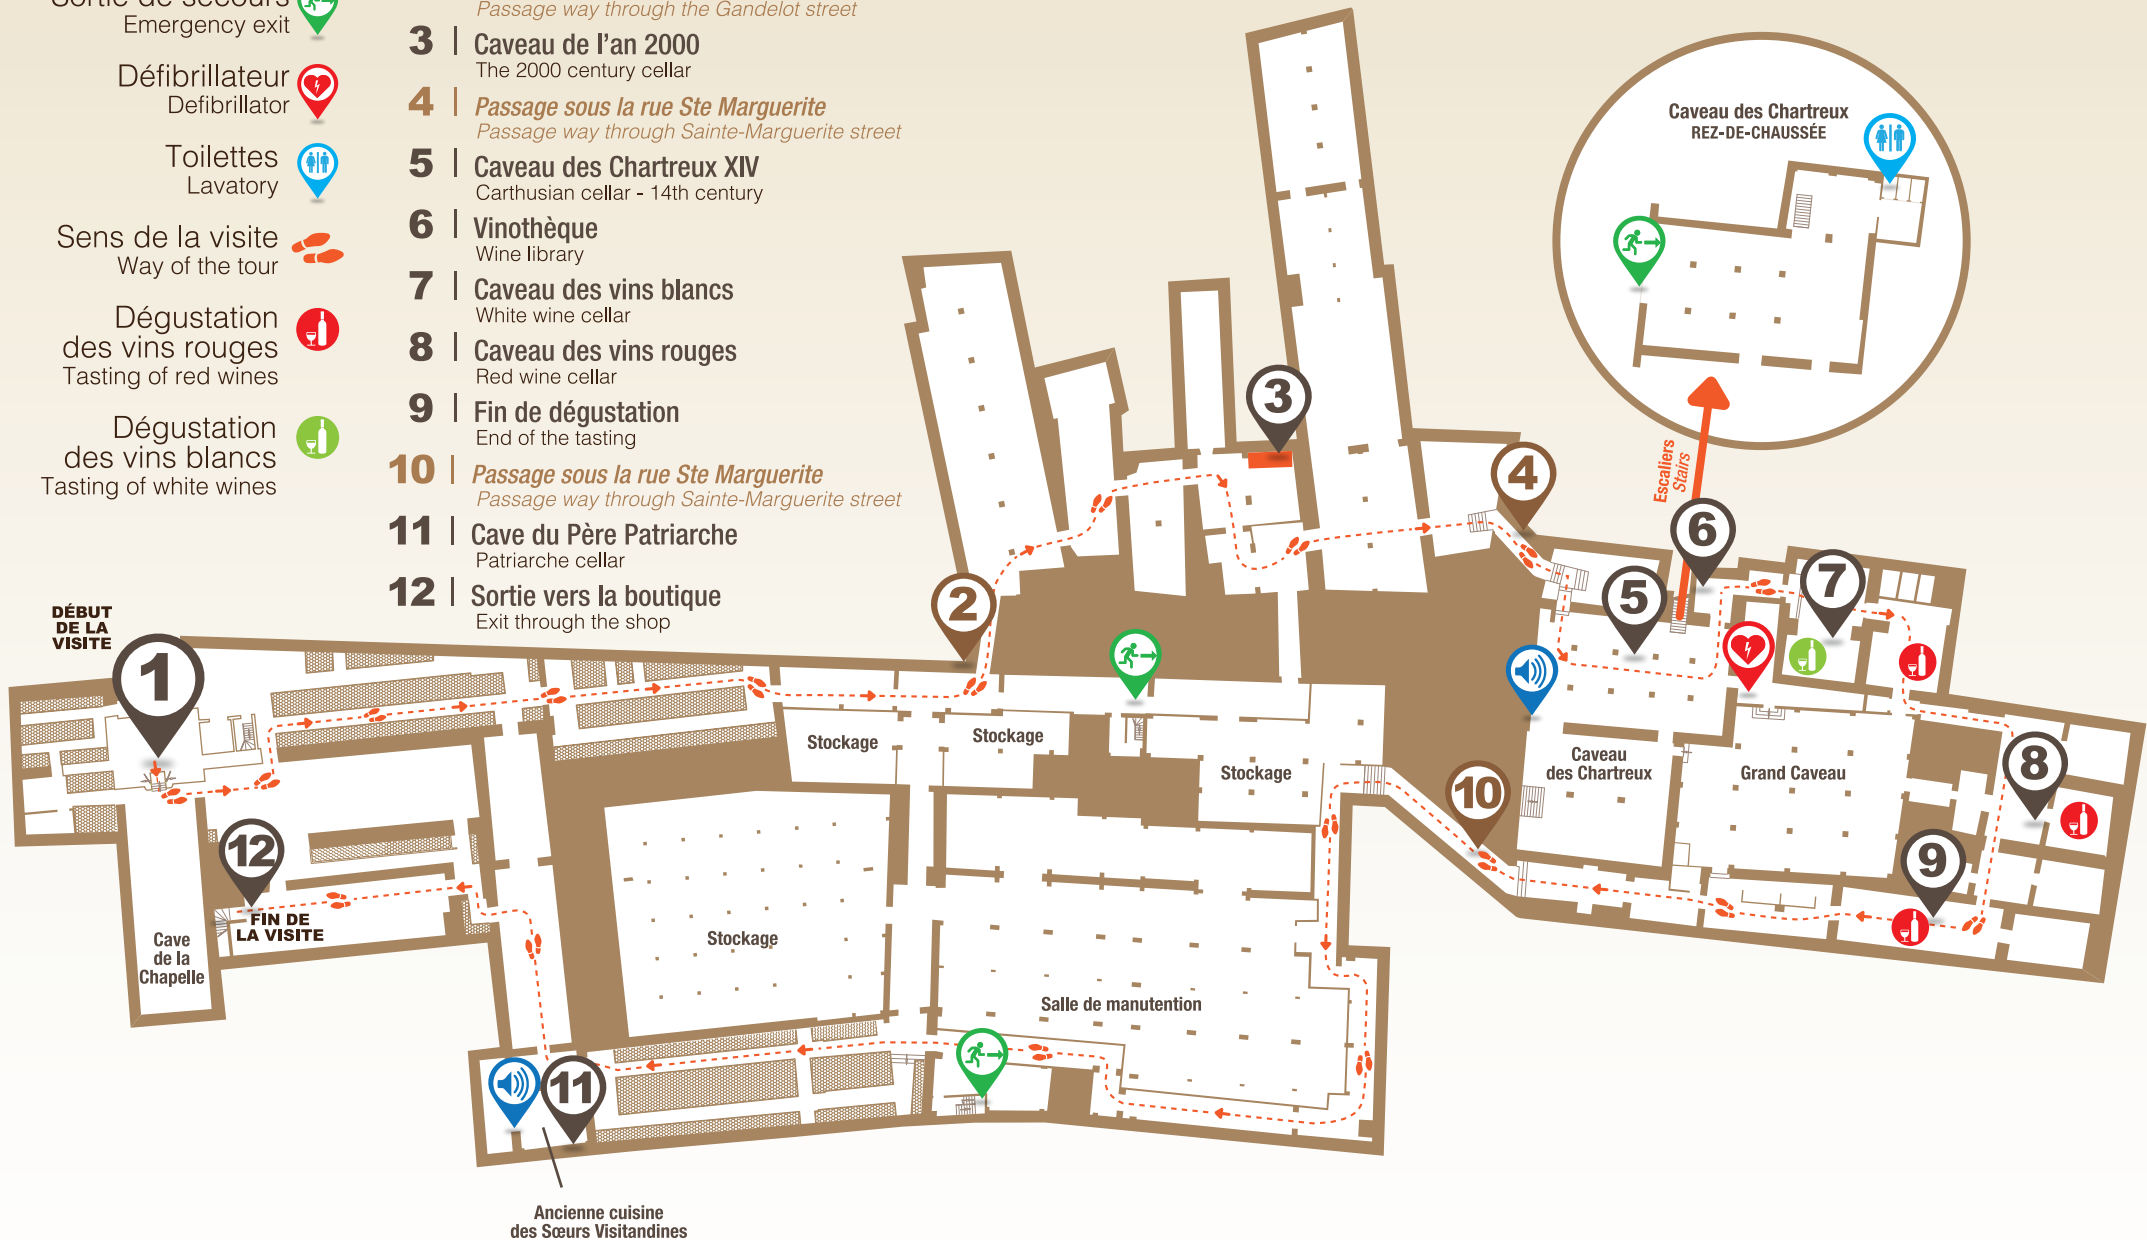 Sortie de secours
Emergency exit
Défibrillateur
Defibrillator
Toilettes
Lavatory
Sens de la visite
Way of the tour
Dégustation
des vins rouges
Tasting of red wines
Dégustation
des vins blancs
Tasting of white wines
Passage way through the Gandelot street
3 | Caveau de l'an 2000
The 2000 century cellar
4 | Passage sous la rue Ste Marguerite
Passage way through Sainte-Marguerite street
5 | Caveau des Chartreux XIV
Carthusian cellar - 14th century
6 | Vinothèque
Wine library
7 | Caveau des vins blancs
White wine cellar
8 | Caveau des vins rouges
Red wine cellar
9 | Fin de dégustation
End of the tasting
10 | Passage sous la rue Ste Marguerite
Passage way through Sainte-Marguerite street
11 | Cave du Père Patriarche
Patriarche cellar
12 | Sortie vers la boutique
Exit through the shop
Caveau des Chartreux
REZ-DE-CHAUSSÉE
Escaliers
Stairs
DÉBUT
DE LA
VISITE
1
2
3
4
5
6
7
8
9
10
11
12
Stockage
Stockage
Stockage
Stockage
Caveau
des Chartreux
Grand Caveau
FIN DE
LA VISITE
Cave
de la
Chapelle
Salle de manutention
Ancienne cuisine
des Sœurs Visitandines